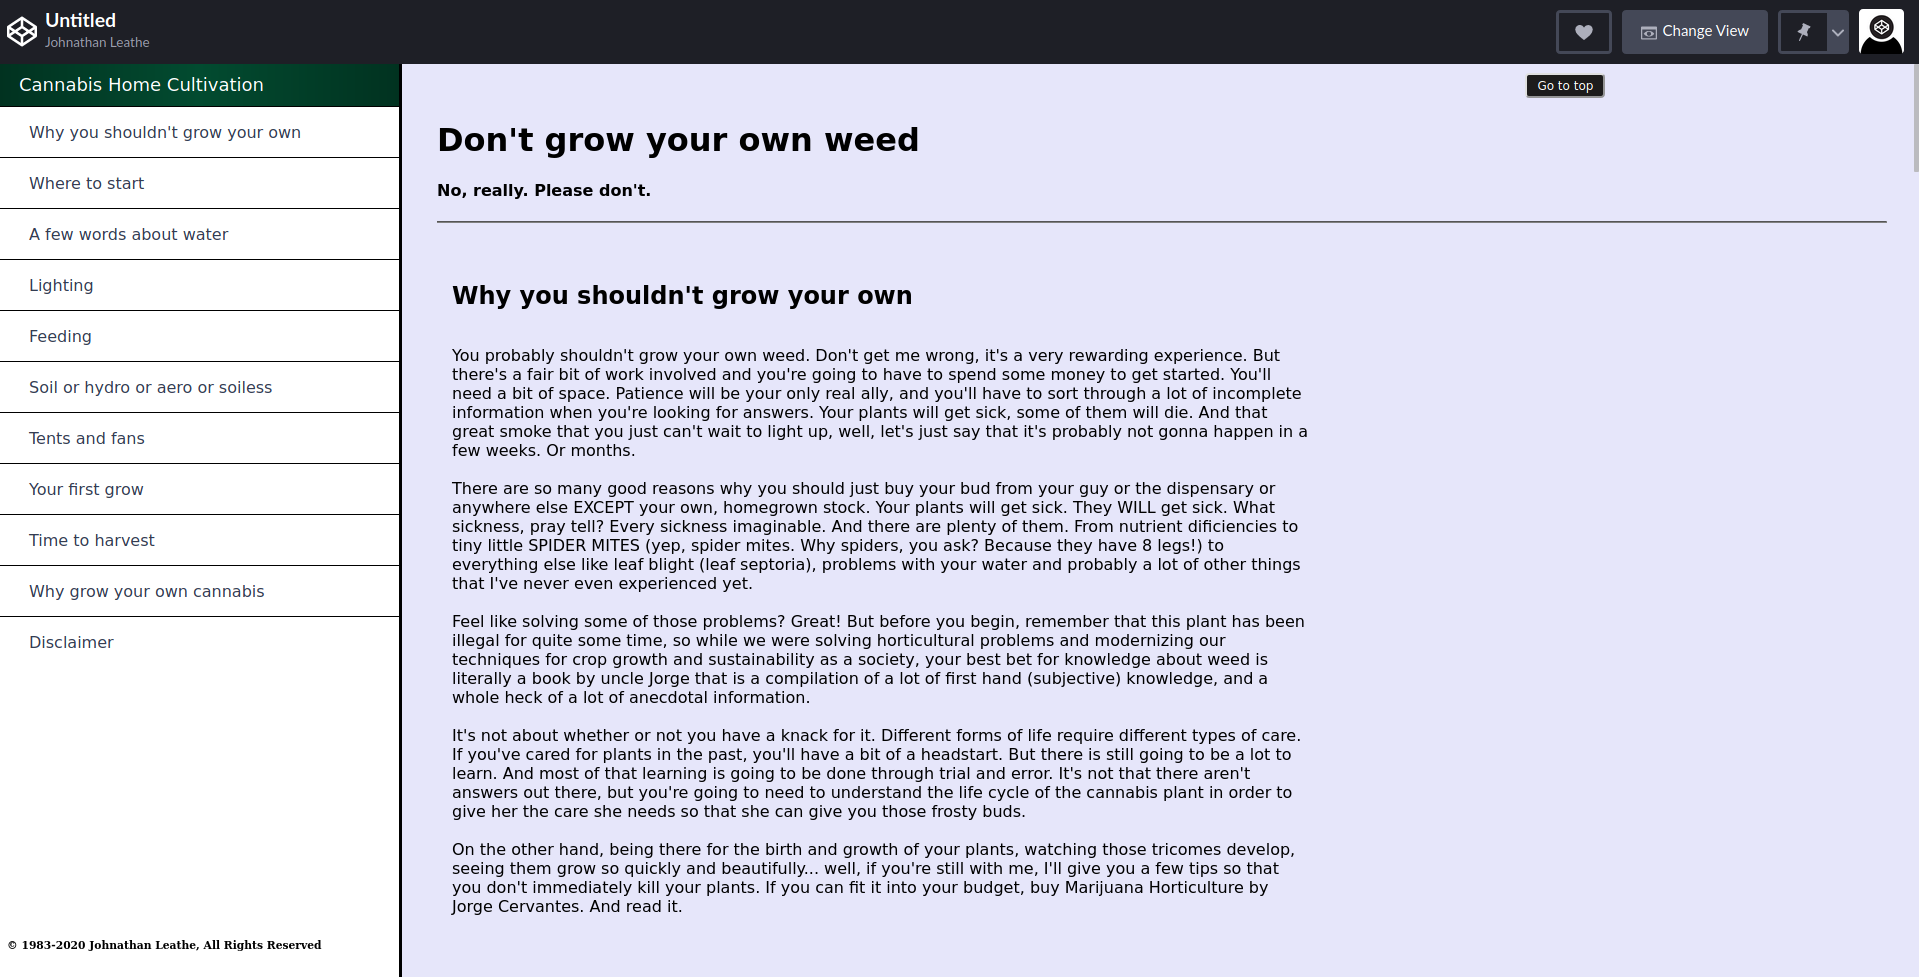 Untitled
Johnathan Leathe
Change View
Cannabis Home Cultivation
Why you shouldn't grow your own
Where to start
A few words about water
Lighting
Feeding
Soil or hydro or aero or soiless
Tents and fans
Your first grow
Time to harvest
Why grow your own cannabis
Disclaimer
© 1983-2020 Johnathan Leathe, All Rights Reserved
Go to top
Don't grow your own weed
No, really. Please don't.
Why you shouldn't grow your own
You probably shouldn't grow your own weed. Don't get me wrong, it's a very rewarding experience. But
there's a fair bit of work involved and you're going to have to spend some money to get started. You'll
need a bit of space. Patience will be your only real ally, and you'll have to sort through a lot of incomplete
information when you're looking for answers. Your plants will get sick, some of them will die. And that
great smoke that you just can't wait to light up, well, let's just say that it's probably not gonna happen in a
few weeks. Or months.
There are so many good reasons why you should just buy your bud from your guy or the dispensary or
anywhere else EXCEPT your own, homegrown stock. Your plants will get sick. They WILL get sick. What
sickness, pray tell? Every sickness imaginable. And there are plenty of them. From nutrient dificiencies to
tiny little SPIDER MITES (yep, spider mites. Why spiders, you ask? Because they have 8 legs!) to
everything else like leaf blight (leaf septoria), problems with your water and probably a lot of other things
that I've never even experienced yet.
Feel like solving some of those problems? Great! But before you begin, remember that this plant has been
illegal for quite some time, so while we were solving horticultural problems and modernizing our
techniques for crop growth and sustainability as a society, your best bet for knowledge about weed is
literally a book by uncle Jorge that is a compilation of a lot of first hand (subjective) knowledge, and a
whole heck of a lot of anecdotal information.
It's not about whether or not you have a knack for it. Different forms of life require different types of care.
If you've cared for plants in the past, you'll have a bit of a headstart. But there is still going to be a lot to
learn. And most of that learning is going to be done through trial and error. It's not that there aren't
answers out there, but you're going to need to understand the life cycle of the cannabis plant in order to
give her the care she needs so that she can give you those frosty buds.
On the other hand, being there for the birth and growth of your plants, watching those tricomes develop,
seeing them grow so quickly and beautifully... well, if you're still with me, I'll give you a few tips so that
you don't immediately kill your plants. If you can fit it into your budget, buy Marijuana Horticulture by
Jorge Cervantes. And read it.